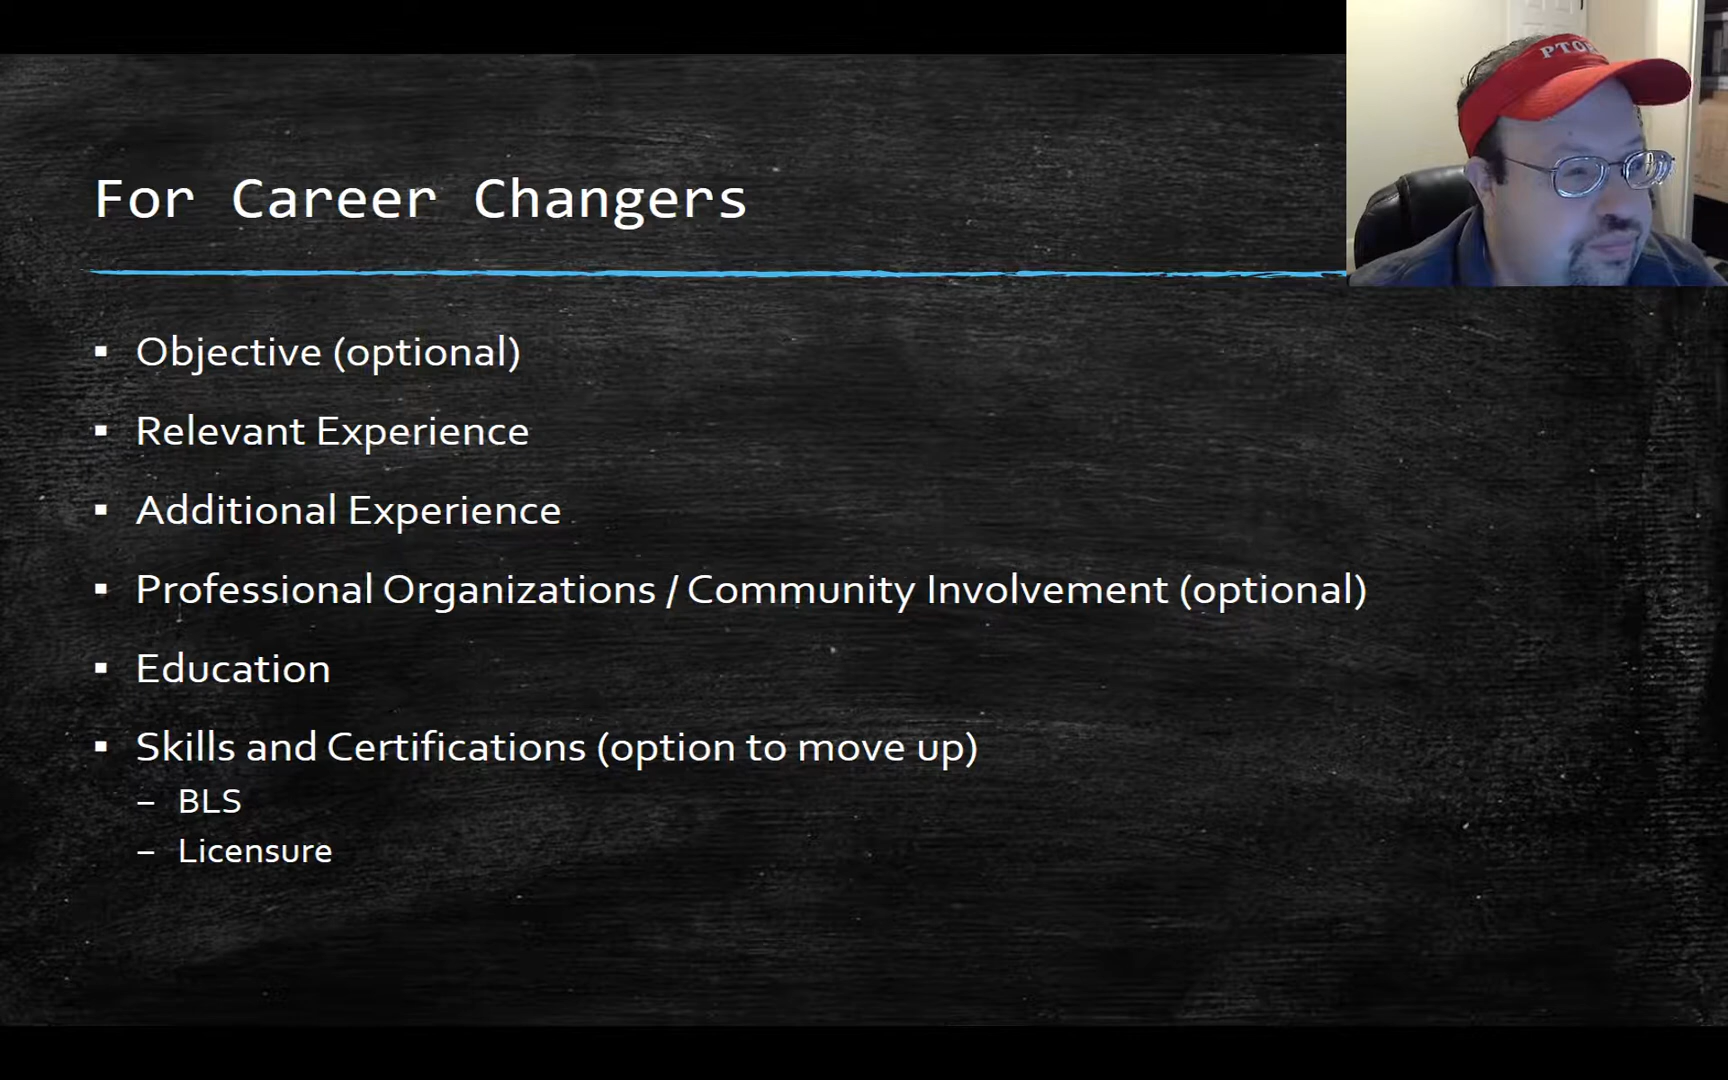 For Career Changers
Objective (optional)
Relevant Experience
Additional Experience
Professional Organizations / Community Involvement (optional)
Education
Skills and Certifications (option to move up)
– BLS
– Licensure